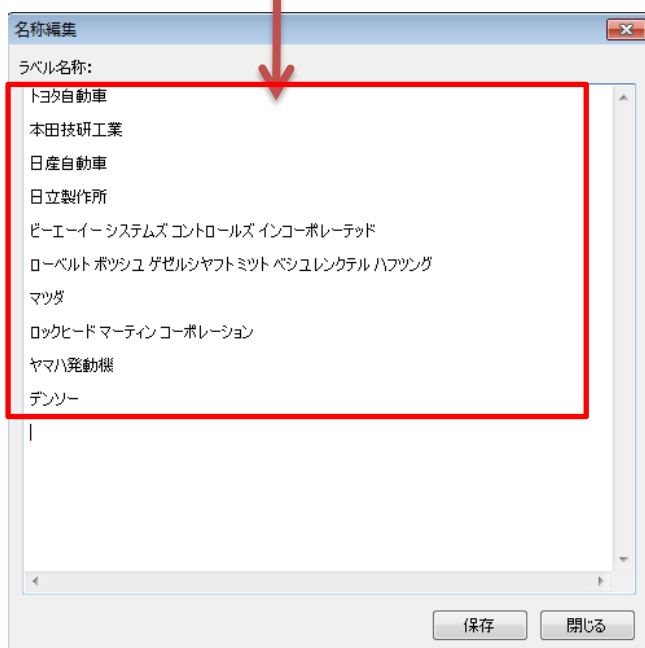 名称編集
ラベル名称:
トヨタ自動車
本田技研工業
日産自動車
日立製作所
ビーエーイー システムズ コントロールズ インコーポレーテッド
ローベルト ボツシユ ゲゼルシヤフト ミツト ベシユレンクテル ハフツング
マツダ
ロックヒード マーティン コーポレーション
ヤマハ発動機
デンソー
保存 閉じる